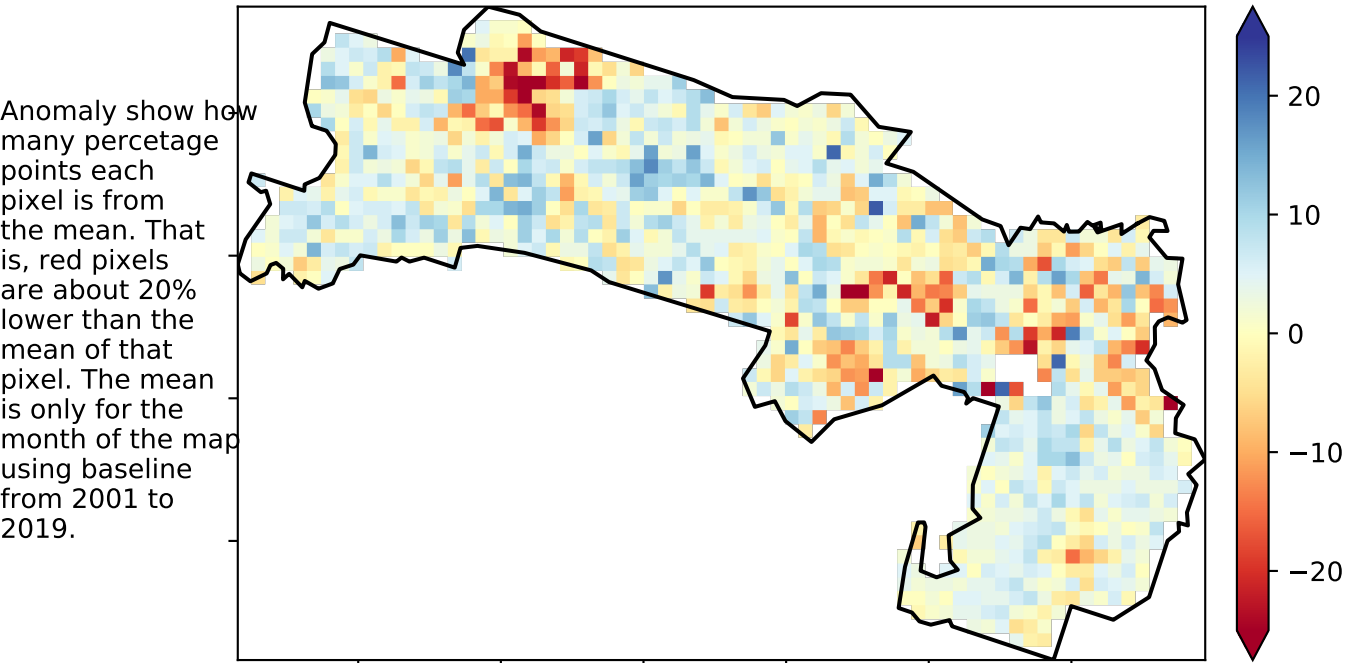 Anomaly show how
many percetage
points each
pixel is from
the mean. That
is, red pixels
are about 20%
lower than the
mean of that
pixel. The mean
is only for the
month of the map
using baseline
from 2001 to
2019.
20
10
0
−10
−20